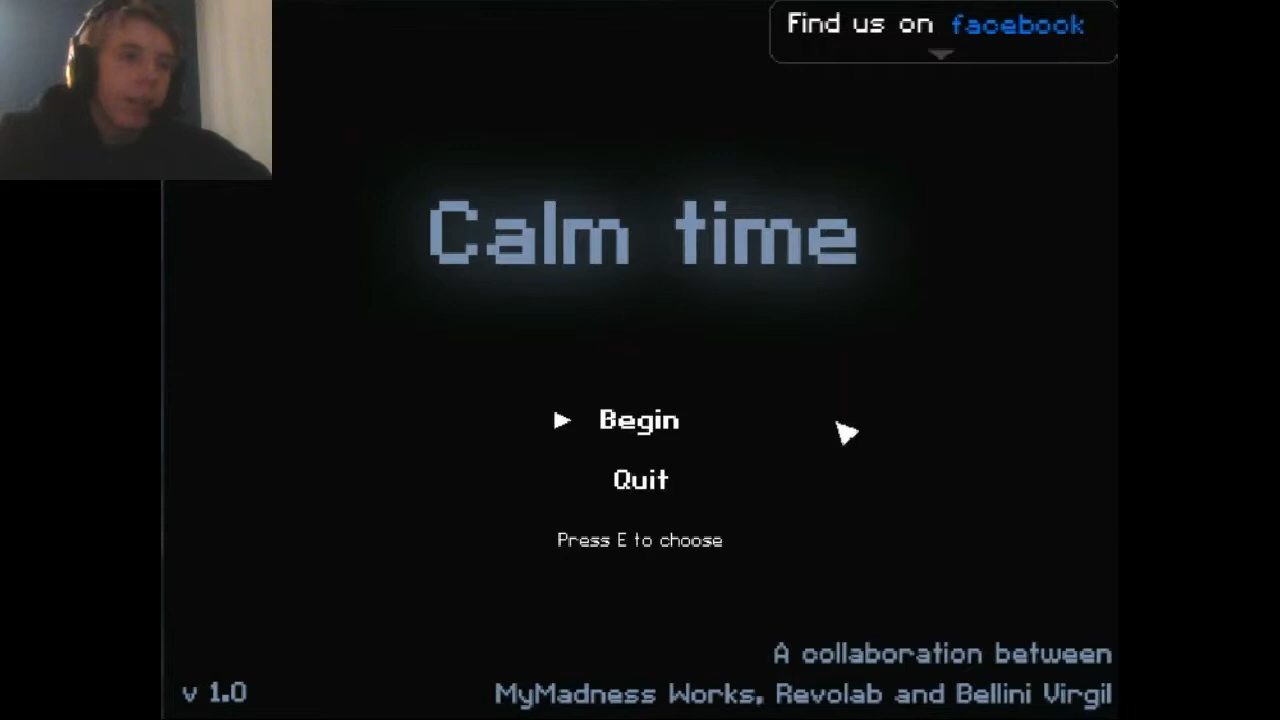 Find us on facebook
Calm time
Begin
Quit
Press E to choose
A collaboration between
v 1.0
MyMadness Works, Revolab and Bellini Virgil